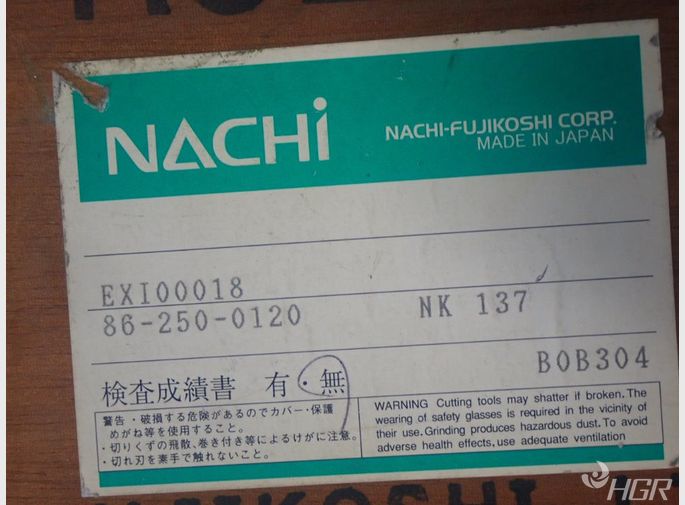 NACHi
NACHI-FUJIKOSHI CORP.
MADE IN JAPAN
EXI00018
86-250-0120
NK 137
B0B304
検査成績書 有・無
警告・破損する危険があるのでカバー・保護
めがね等を使用すること。
・切りくずの飛散、巻き付き等によるけがに注意。
・切れ刃を素手で触れないこと。
WARNING Cutting tools may shatter if broken. The
wearing of safety glasses is required in the vicinity of
their use. Grinding produces hazardous dust. To avoid
adverse health effects, use adequate ventilation
HGR